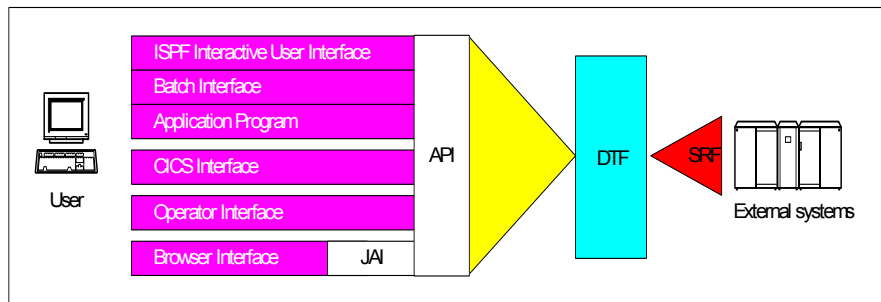 ISPF Interactive User Interface
Batch Interface
Application Program
CICS Interface
Operator Interface
Browser Interface
JAI
API
DTF
SRF
User
External systems